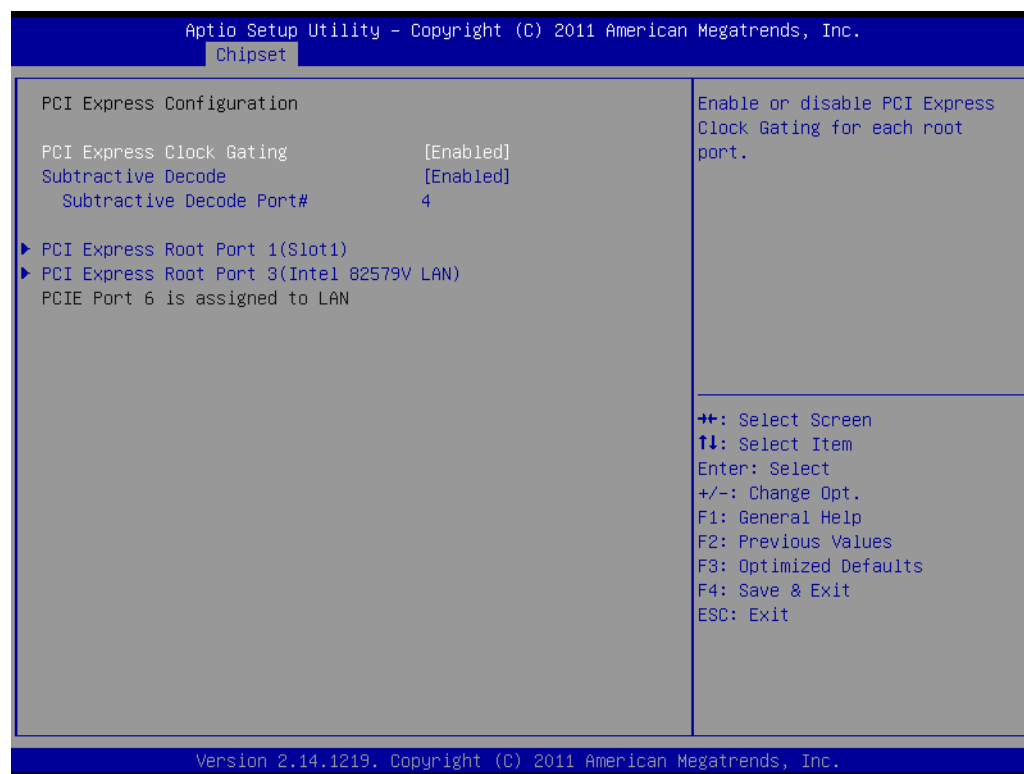 Aptio Setup Utility – Copyright (C) 2011 American Megatrends, Inc.
Chipset
PCI Express Configuration
PCI Express Clock Gating [Enabled]
Subtractive Decode [Enabled]
Subtractive Decode Port# 4
PCI Express Root Port 1(Slot1)
PCI Express Root Port 3(Intel 82579V LAN)
PCIE Port 6 is assigned to LAN
Enable or disable PCI Express
Clock Gating for each root
port.
→←: Select Screen
↑↓: Select Item
Enter: Select
+/-: Change Opt.
F1: General Help
F2: Previous Values
F3: Optimized Defaults
F4: Save & Exit
ESC: Exit
Version 2.14.1219. Copyright (C) 2011 American Megatrends, Inc.